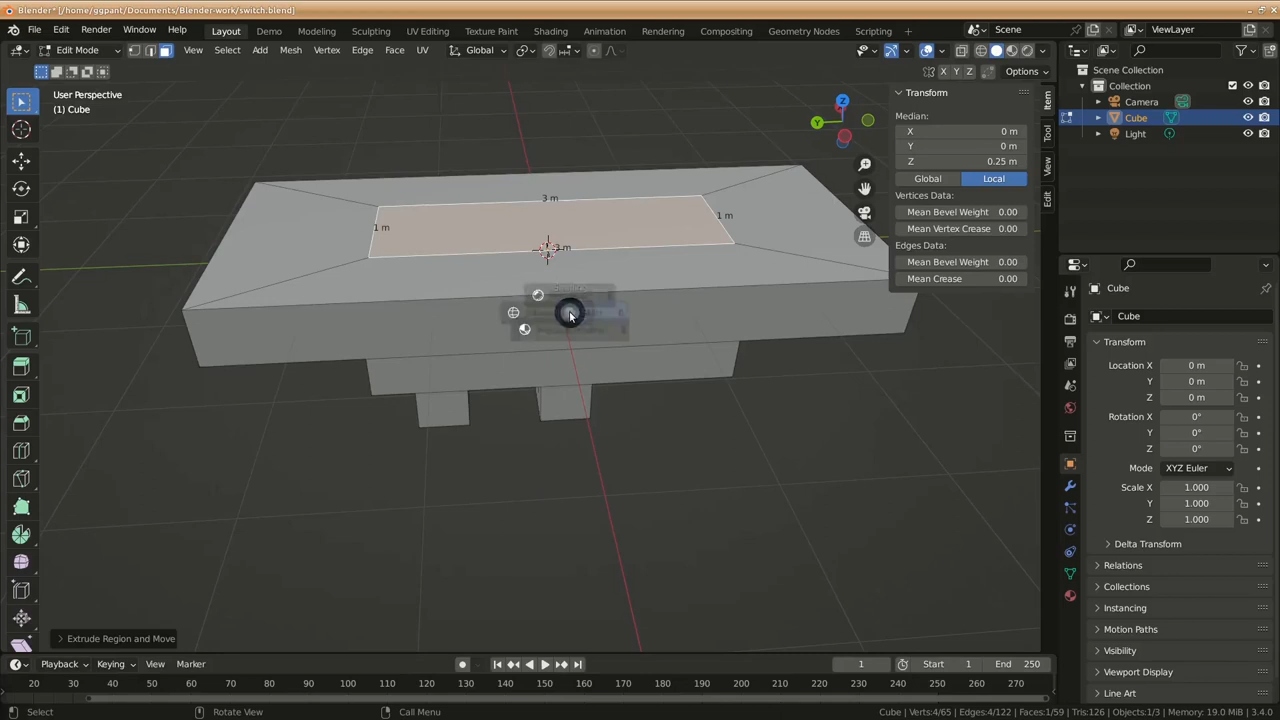 Blender* [/home/ggpant/Documents/Blender-work/switch.blend]
File Edit Render Window Help Layout Demo Modeling Sculpting UV Editing TexturePaint Shading Animation Rendering Compositing Geometry Nodes Scripting + Scene ViewLayer
Edit Mode View Select Add Mesh Vertex Edge Face UV Global
X Y Z Options
User Perspective
(1) Cube
Z
Y
3 m
1 m
1 m
Transform
Median:
X 0 m
Y 0 m
Z 0.25 m
Global Local
Vertices Data:
Mean Bevel Weight 0.00
Mean Vertex Crease 0.00
Edges Data:
Mean Bevel Weight 0.00
Mean Crease 0.00
Item
Tool
View
Edit
Scene Collection
Collection
Camera
Cube
Light
Cube
Cube
Transform
Location X 0 m
Y 0 m
Z 0 m
Rotation X 0°
Y 0°
Z 0°
Mode XYZ Euler
Scale X 1.000
Y 1.000
Z 1.000
Delta Transform
Relations
Collections
Instancing
Motion Paths
Visibility
Viewport Display
Line Art
Extrude Region and Move
Playback Keying View Marker 1 Start 1 End 250
20 30 40 50 60 70 80 90 100 110 120 130 140 150 160 170 180 190 200 210 220 230 240 250 260 270
Select Rotate View Call Menu Cube | Verts:4/65 | Edges:4/122 | Faces:1/59 | Tris:126 | Objects:1/3 | Memory: 19.0 MiB | 3.4.0